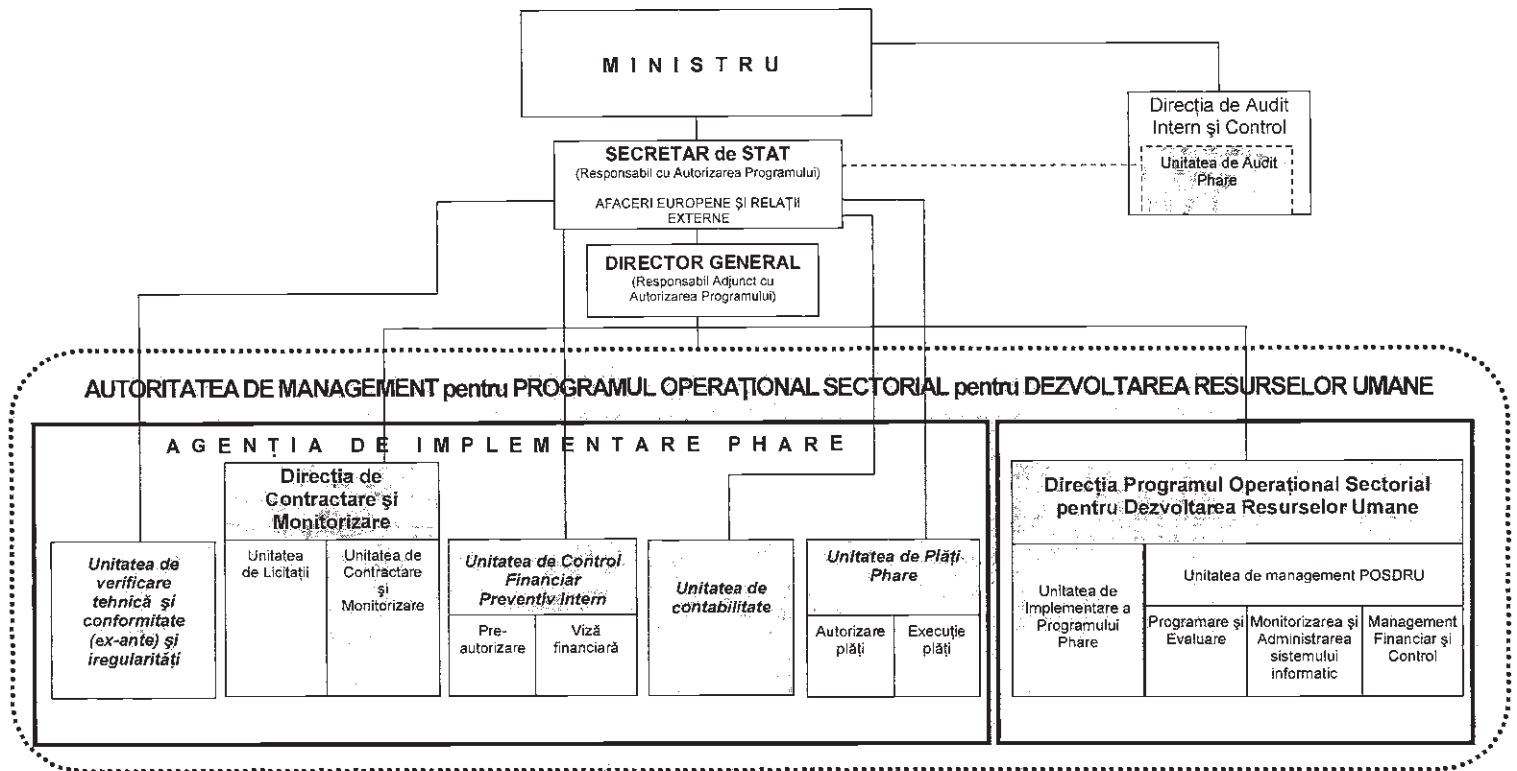 M I N I S T R U
Direcția de Audit
Intern și Control
Unitatea de Audit
Phare
SECRETAR de STAT
(Responsabil cu Autorizarea Programului)
AFACERI EUROPENE ȘI RELAȚII
EXTERNE
DIRECTOR GENERAL
(Responsabil Adjunct cu
Autorizarea Programului)
AUTORITATEA DE MANAGEMENT pentru PROGRAMUL OPERAȚIONAL SECTORIAL pentru DEZVOLTAREA RESURSELOR UMANE
A G E N Ț I A D E I M P L E M E N T A R E P H A R E
Unitatea de
verificare
tehnică și
conformitate
(ex-ante) și
iregularități
Direcția de
Contractare și
Monitorizare
Unitatea
de Licitații
Unitatea de
Contractare
și
Monitorizare
Unitatea de Control
Financiar
Preventiv Intern
Pre-
autorizare
Viză
financiară
Unitatea de
contabilitate
Unitatea de Plăți
Phare
Autorizare
plăți
Execuție
plăți
Direcția Programul Operațional Sectorial
pentru Dezvoltarea Resurselor Umane
Unitatea de
Implementare a
Programului
Phare
Unitatea de management POSDRU
Programare și
Evaluare
Monitorizarea și
Administrarea
sistemului
informatic
Management
Financiar și
Control